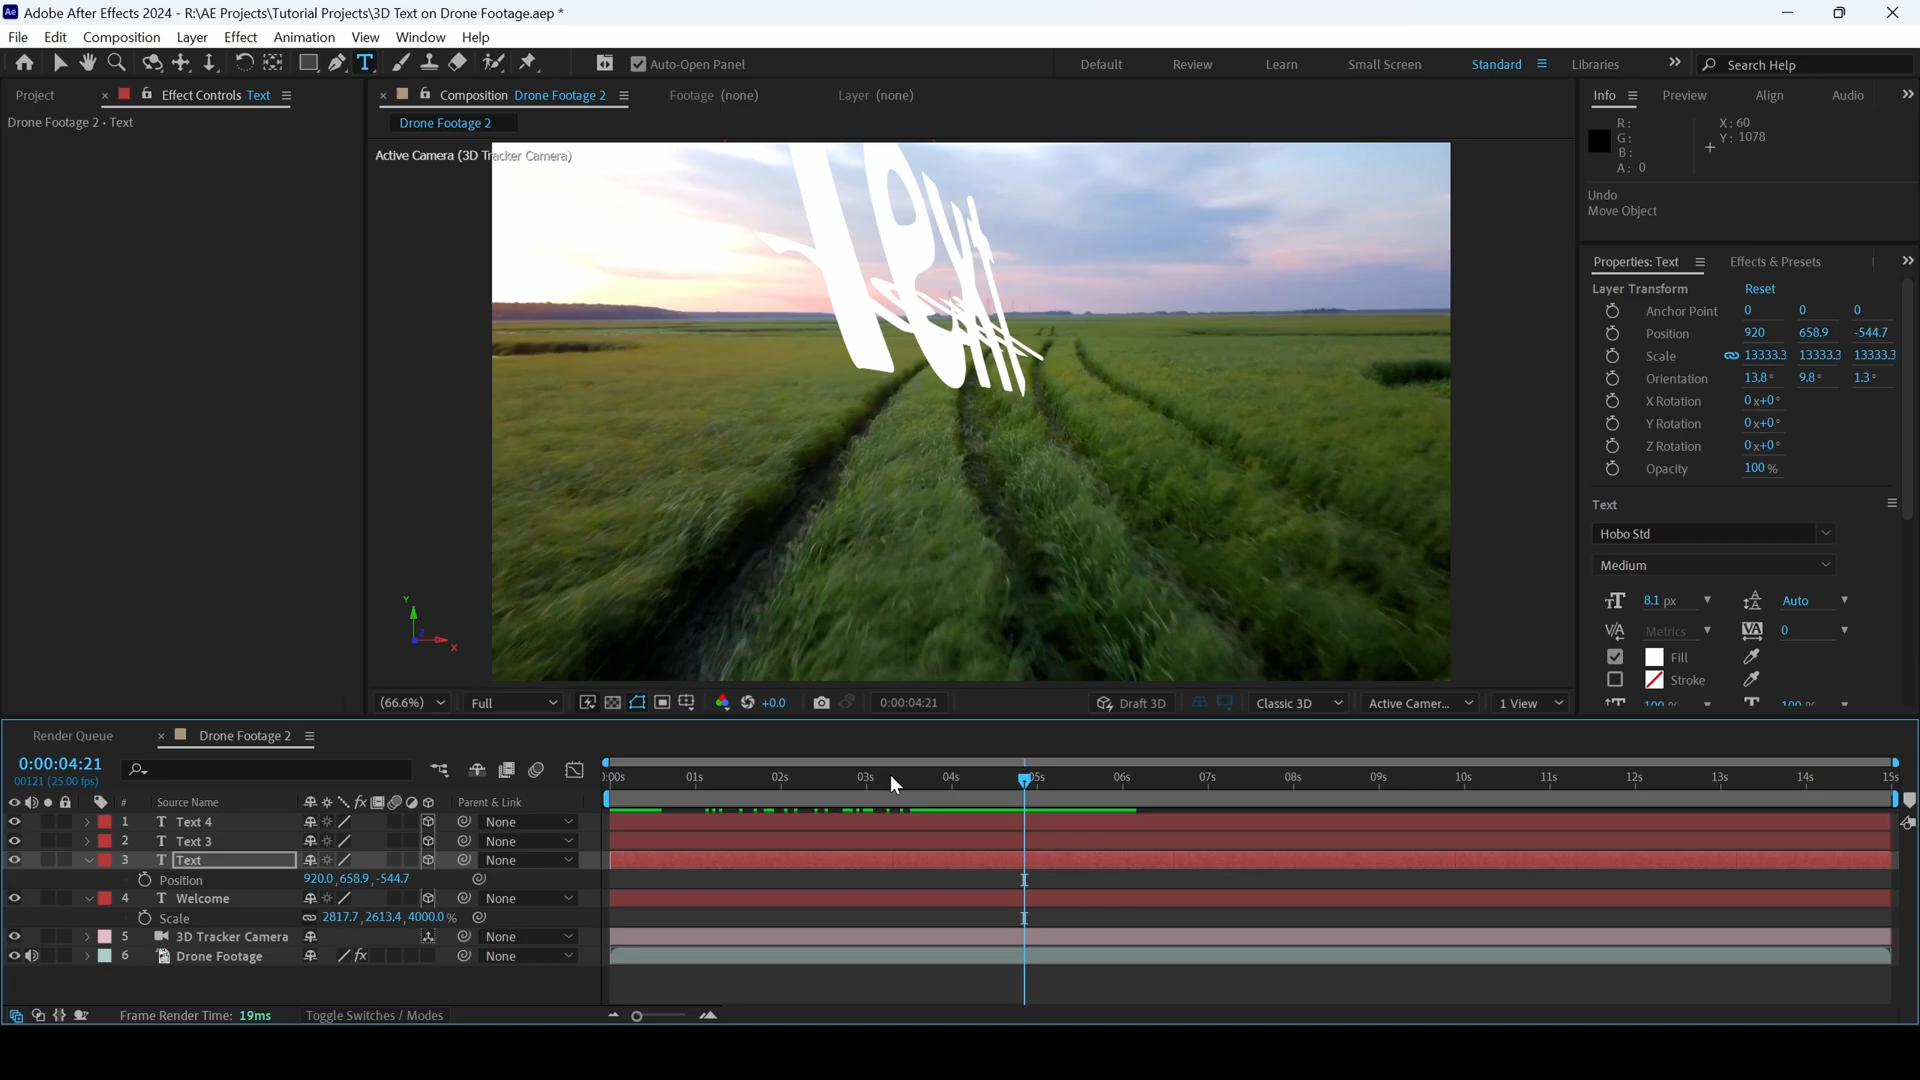 Adobe After Effects 2024 - R:\AE Projects\Tutorial Projects\3D Text on Drone Footage.aep *
File Edit Composition Layer Effect Animation View Window Help
Auto-Open Panel
Default Review Learn Small Screen Standard Libraries Search Help
Project Effect Controls Text
Drone Footage 2 • Text
Composition Drone Footage 2 Footage (none) Layer (none)
Drone Footage 2
Active Camera (3D Tracker Camera)
Text
Y
Z
X
(66.6%) Full +0.0 0:00:04:21 Draft 3D Classic 3D Active Camer... 1 View
Info Preview Align Audio
R: X: 60
G: Y: 1078
B:
A: 0
Undo
Move Object
Properties: Text Effects & Presets
Layer Transform Reset
Anchor Point 0 0 0
Position 920 658.9 -544.7
Scale 13333.3 13333.3 13333.3
Orientation 13.8° 9.8° 1.3°
X Rotation 0x+0°
Y Rotation 0x+0°
Z Rotation 0x+0°
Opacity 100 %
Text
Hobo Std
Medium
8.1 px Auto
Metrics 0
Fill
Stroke
100 % 100 %
Render Queue Drone Footage 2
0:00:04:21
00121 (25.00 fps)
:00s 01s 02s 03s 04s 05s 06s 07s 08s 09s 10s 11s 12s 13s 14s 15s
# Source Name Parent & Link
1 T Text 4 None
2 T Text 3 None
3 T Text None
Position 920.0,658.9,-544.7
4 T Welcome None
Scale 2817.7,2613.4,4000.0 %
5 3D Tracker Camera None
6 Drone Footage None
Frame Render Time: 19ms Toggle Switches / Modes